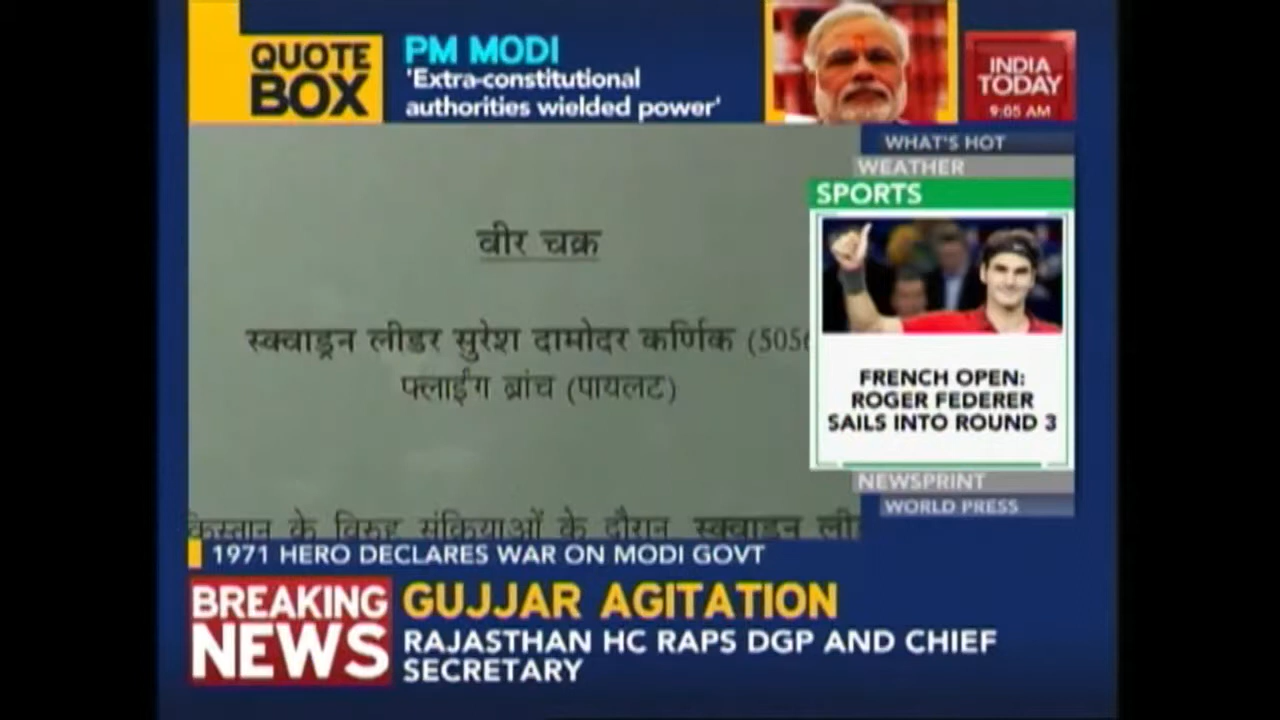 QUOTE
BOX
PM MODI
'Extra-constitutional
authorities wielded power'
INDIA
TODAY
9:05 AM
WHAT'S HOT
WEATHER
SPORTS
FRENCH OPEN:
ROGER FEDERER
SAILS INTO ROUND 3
NEWSPRINT
WORLD PRESS
वीर चक्र
स्क्वाड्रन लीडर सुरेश दामोदर कर्णिक (505
फ्लाईंग ब्रांच (पायलट)
के विरुद्ध संक्रियाओं के दौरान स्क्वाड्रन
1971 HERO DECLARES WAR ON MODI GOVT
BREAKING
NEWS
GUJJAR AGITATION
RAJASTHAN HC RAPS DGP AND CHIEF
SECRETARY